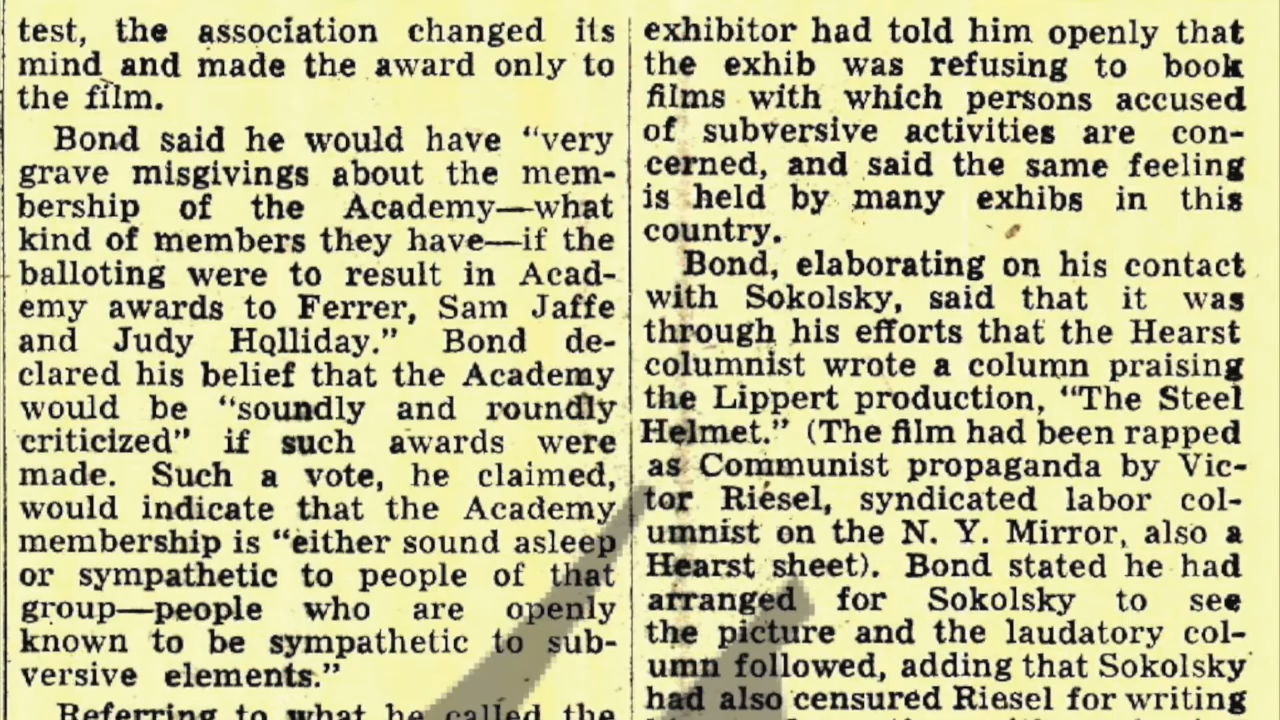 test, the association changed its
mind and made the award only to
the film.
Bond said he would have “very
grave misgivings about the mem-
bership of the Academy—what
kind of members they have—if the
balloting were to result in Acad-
emy awards to Ferrer, Sam Jaffe
and Judy Holliday.” Bond de-
clared his belief that the Academy
would be “soundly and roundly
criticized” if such awards were
made. Such a vote, he claimed,
would indicate that the Academy
membership is “either sound asleep
or sympathetic to people of that
group—people who are openly
known to be sympathetic to sub-
versive elements.”
Referring to what he called the
exhibitor had told him openly that
the exhib was refusing to book
films with which persons accused
of subversive activities are con-
cerned, and said the same feeling
is held by many exhibs in this
country.
Bond, elaborating on his contact
with Sokolsky, said that it was
through his efforts that the Hearst
columnist wrote a column praising
the Lippert production, “The Steel
Helmet.” (The film had been rapped
as Communist propaganda by Vic-
tor Riesel, syndicated labor col-
umnist on the N. Y. Mirror, also a
Hearst sheet). Bond stated he had
arranged for Sokolsky to see
the picture and the laudatory col-
umn followed, adding that Sokolsky
had also censured Riesel for writing